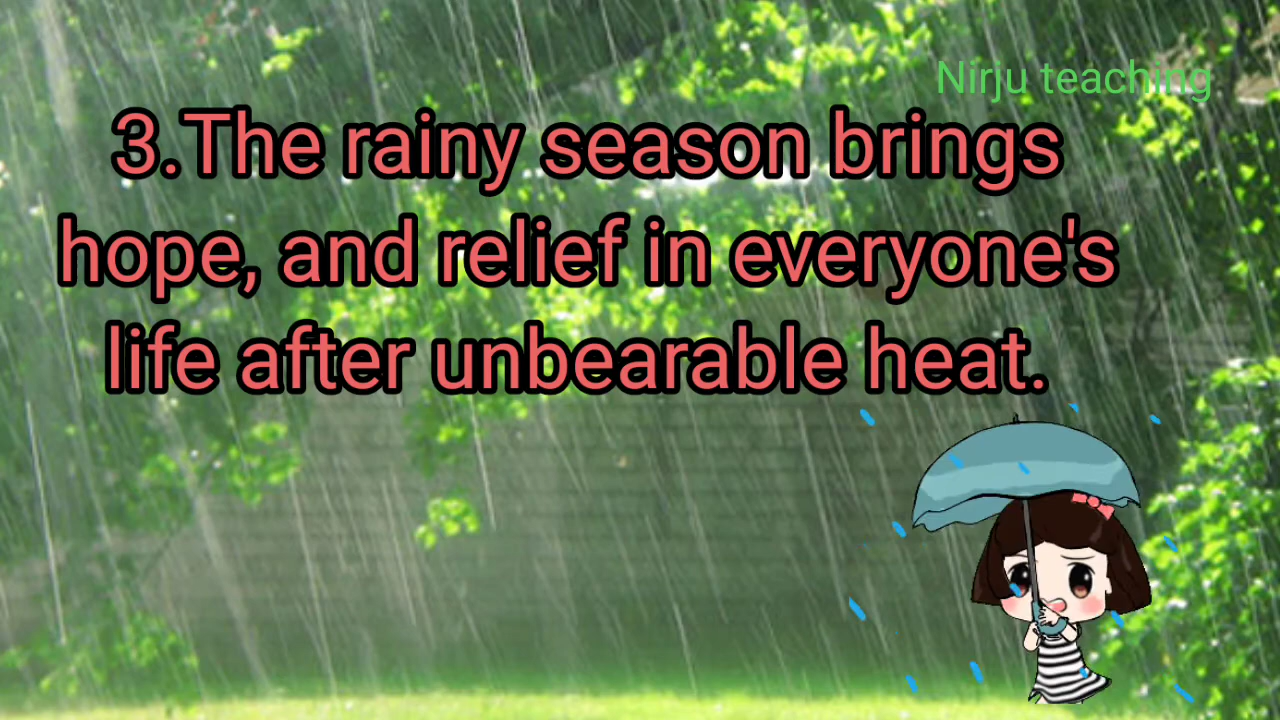 Nirju teaching
3.The rainy season brings
hope, and relief in everyone's
life after unbearable heat.